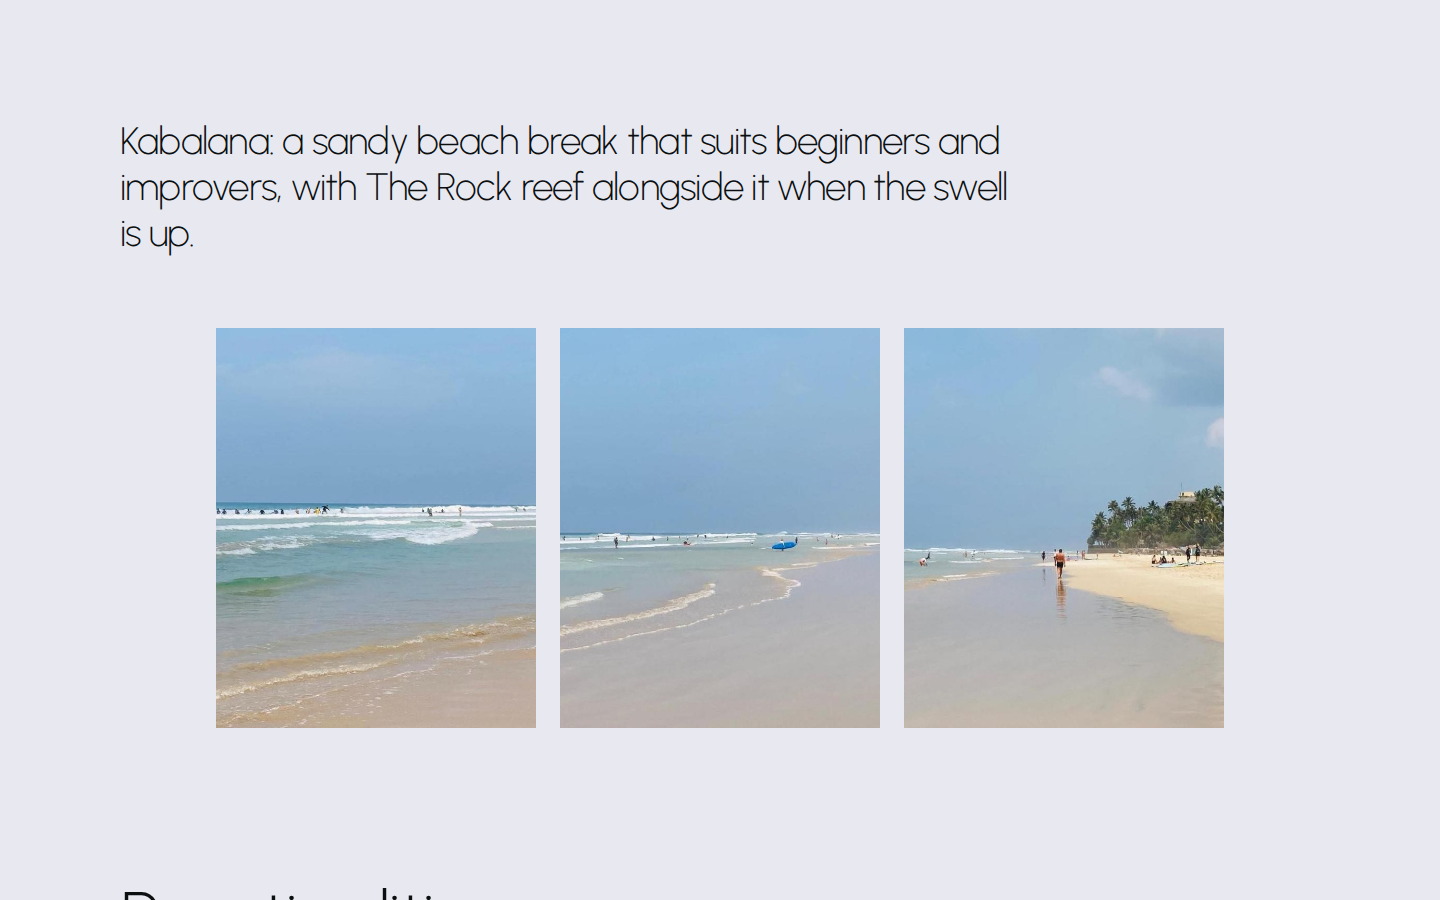 Kabalana: a sandy beach break that suits beginners and
improvers, with The Rock reef alongside it when the swell
is up.